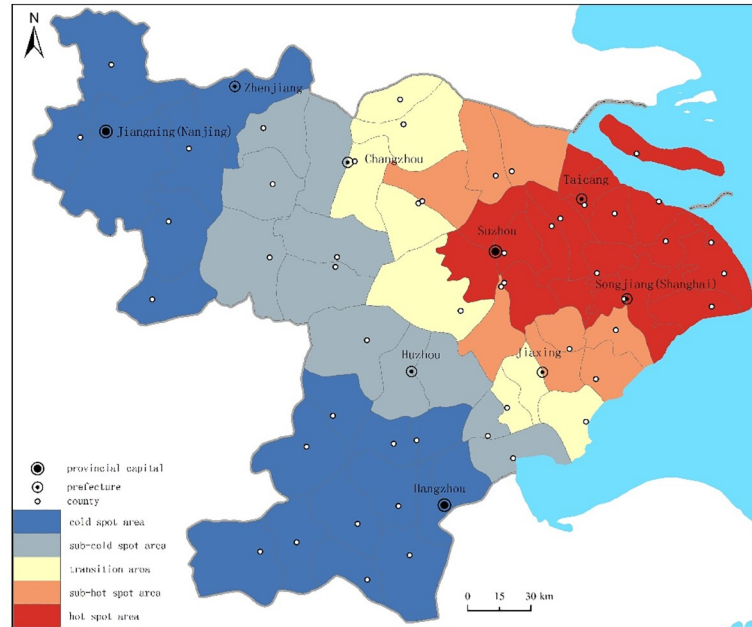 N
Zhenjiang
Jiangning(Nanjing)
Changzhou
Taicang
Suzhou
Songjiang(Shanghai)
Huzhou
Jiaxing
Hangzhou
provincial capital
prefecture
county
cold spot area
sub-cold spot area
transition area
sub-hot spot area
hot spot area
0 15 30 km